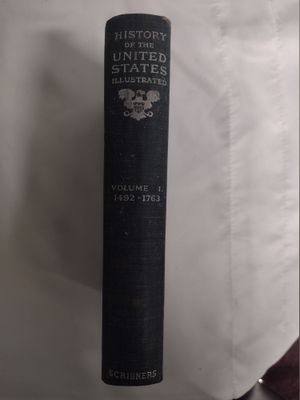 HISTORY
OF THE
UNITED
STATES
ILLUSTRATED
VOLUME I.
1492-1763
SCRIBNERS